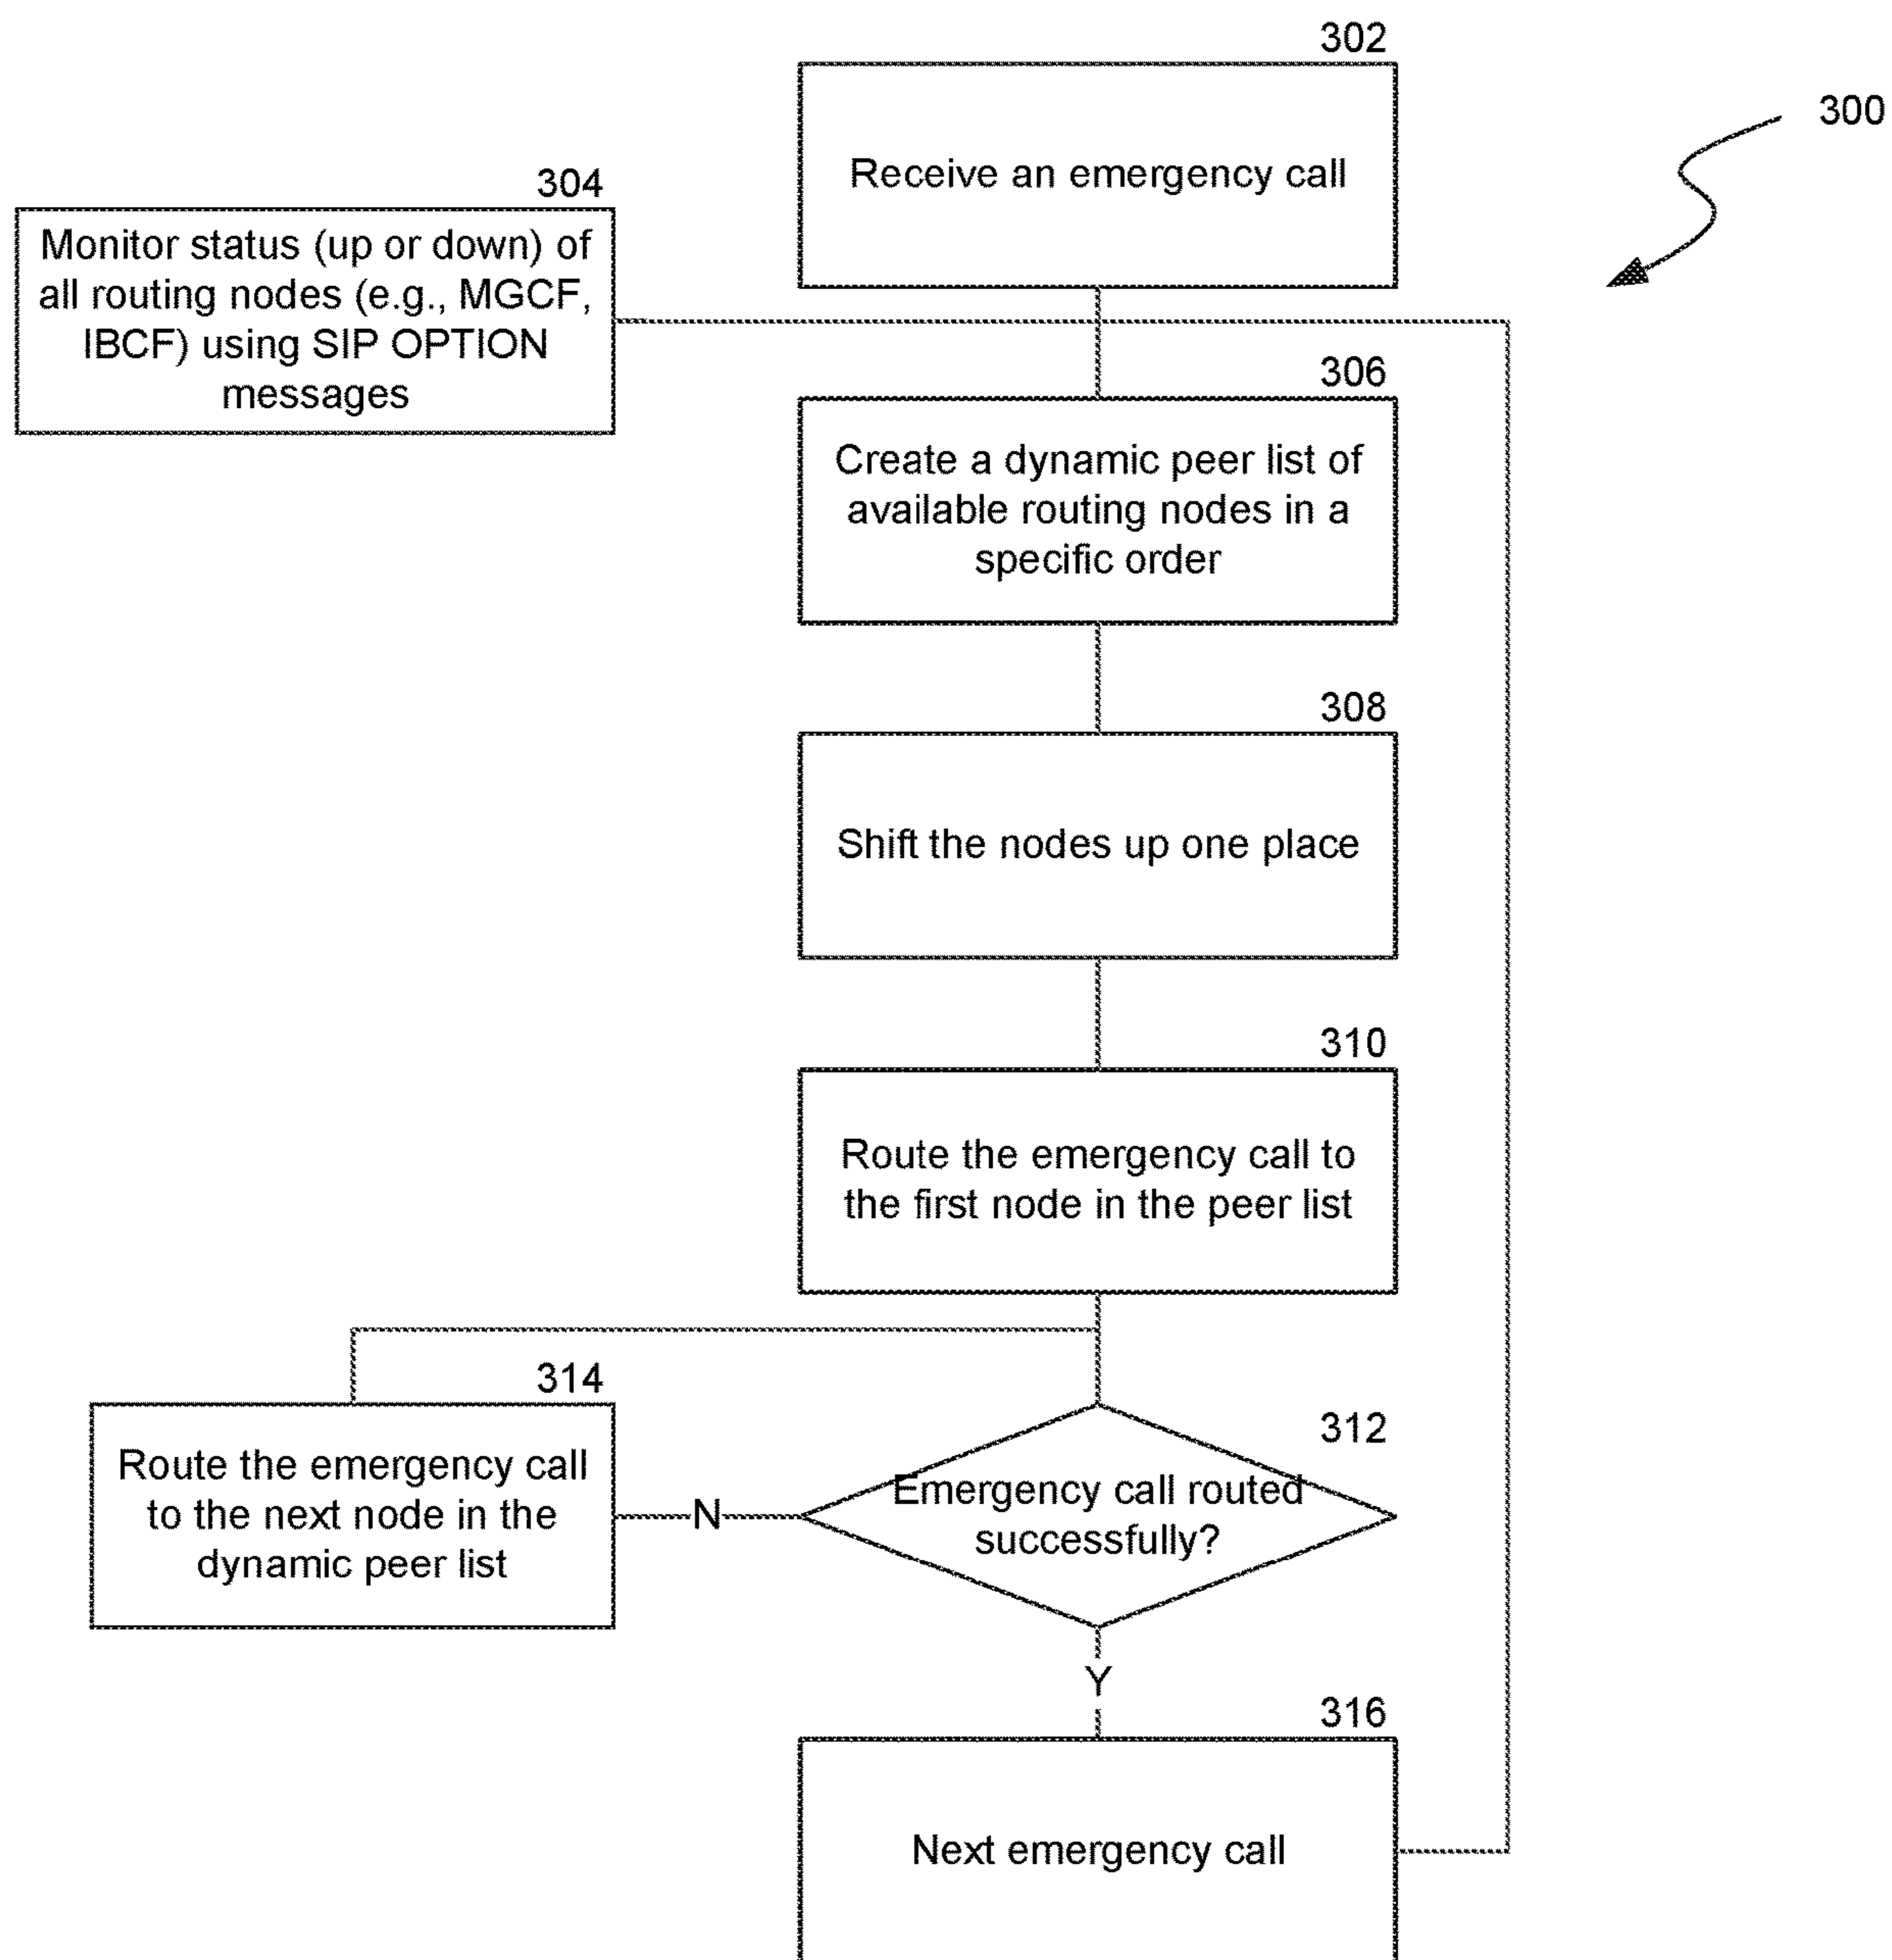 302
Receive an emergency call
300
304
Monitor status (up or down) of
all routing nodes (e.g., MGCF,
IBCF) using SIP OPTION
messages
306
Create a dynamic peer list of
available routing nodes in a
specific order
308
Shift the nodes up one place
310
Route the emergency call to
the first node in the peer list
312
Emergency call routed
successfully?
N
314
Route the emergency call
to the next node in the
dynamic peer list
Y
316
Next emergency call